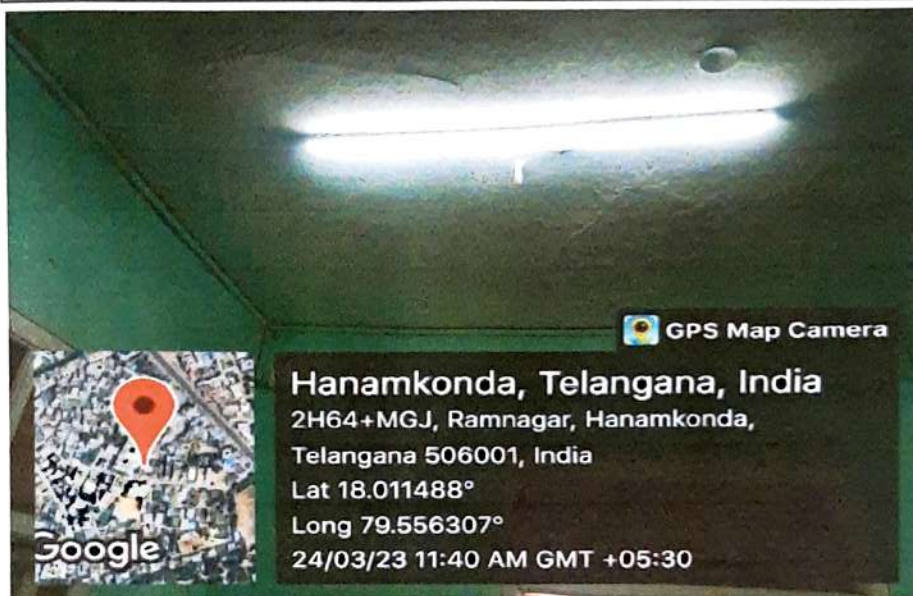 GPS Map Camera
Hanamkonda, Telangana, India
2H64+MGJ, Ramnagar, Hanamkonda,
Telangana 506001, India
Lat 18.011488°
Long 79.556307°
24/03/23 11:40 AM GMT +05:30
Google